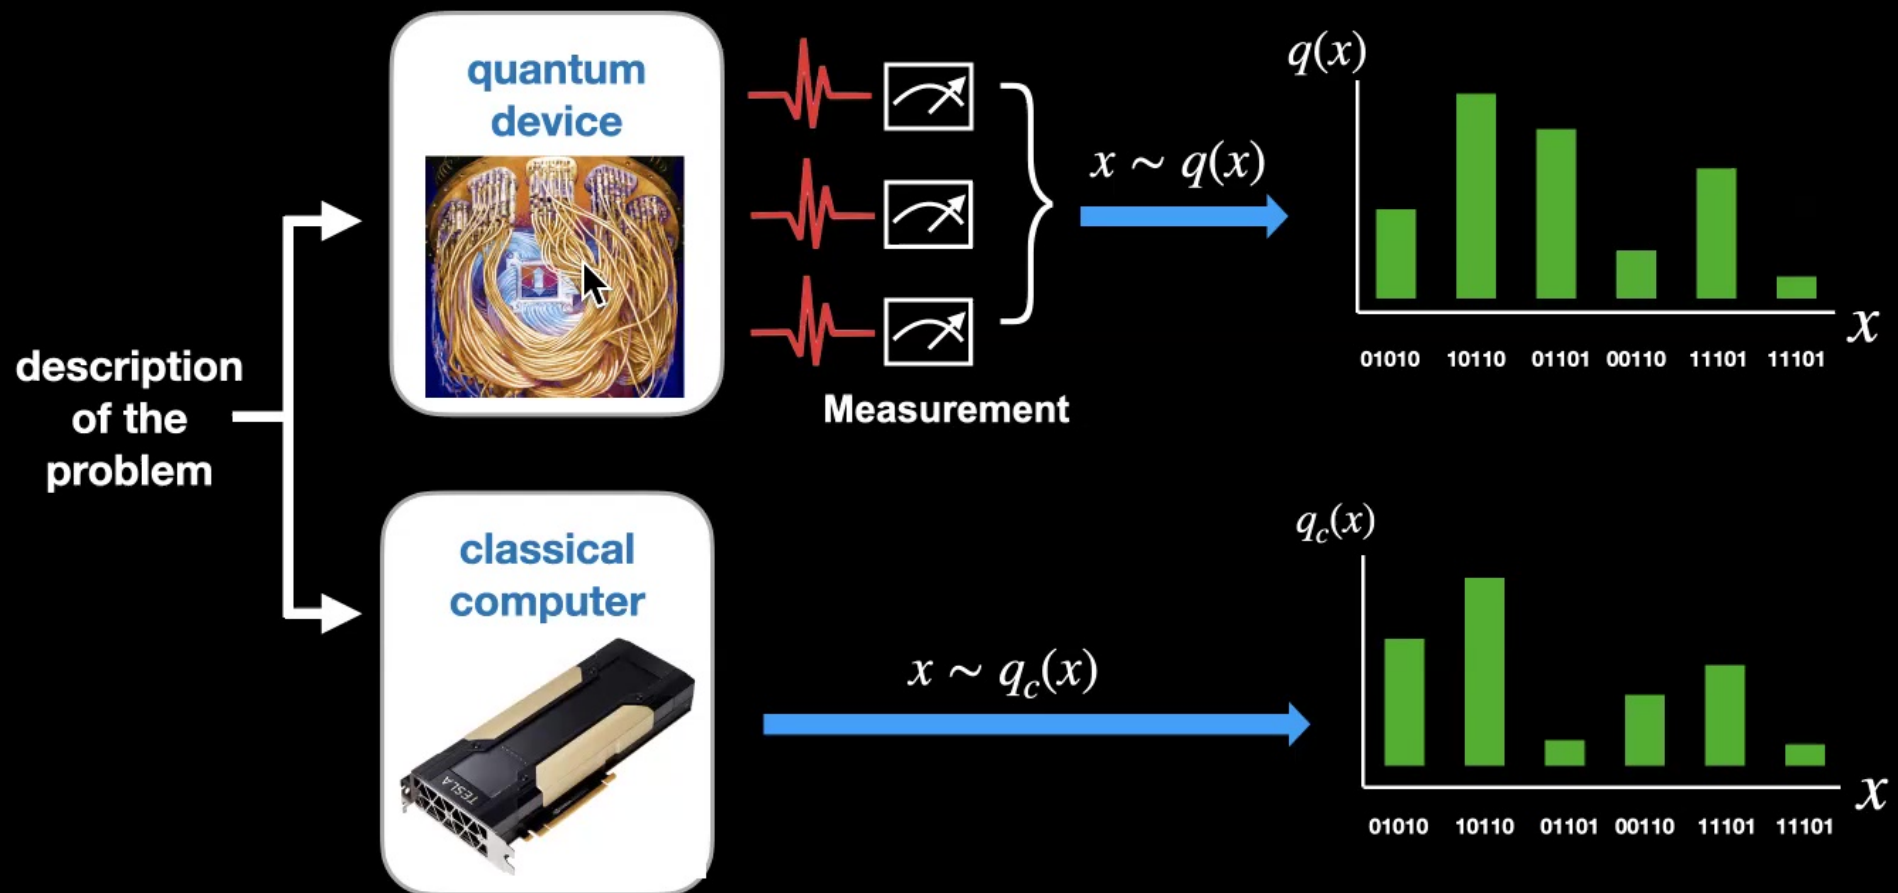 description
of the
problem
quantum
device
Measurement
x ~ q(x)
q(x)
x
01010 10110 01101 00110 11101 11101
classical
computer
TESLA
x ~ q_c(x)
q_c(x)
x
01010 10110 01101 00110 11101 11101